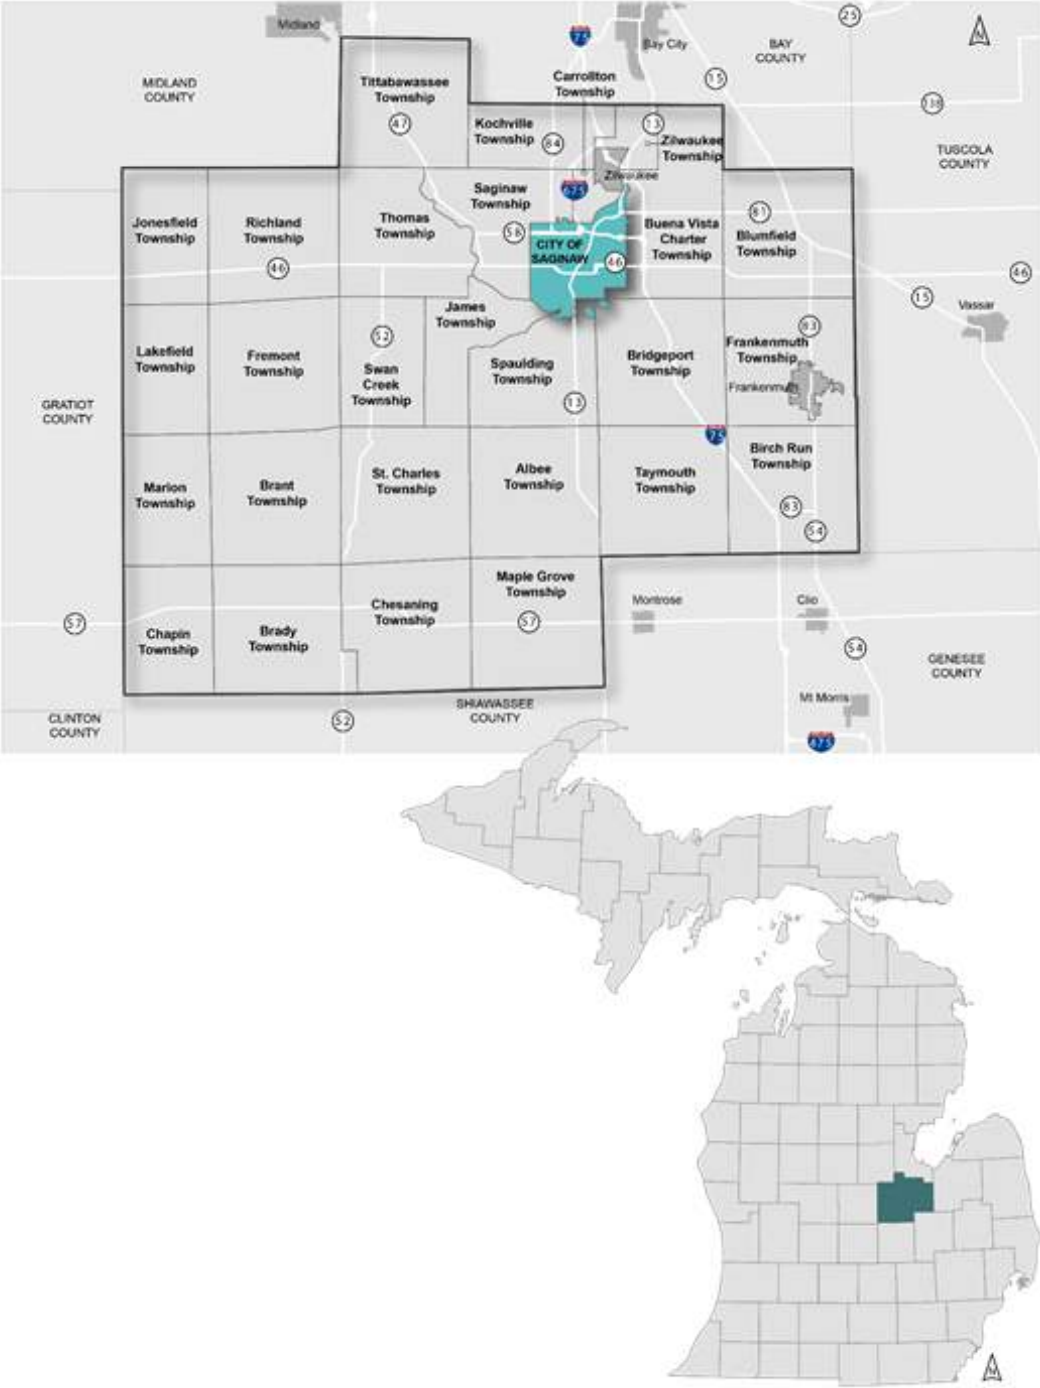 Midland
75
25
N
Bay City
BAY
COUNTY
MIDLAND
COUNTY
Tittabawassee
Township
Carrollton
Township
15
138
47
Kochville
Township
84
13
Zilwaukee
Township
TUSCOLA
COUNTY
Zilwaukee
675
Saginaw
Township
Jonesfield
Township
Richland
Township
Thomas
Township
58
CITY OF
SAGINAW
46
Buena Vista
Charter
Township
81
Blumfield
Township
46
46
15
Vassar
James
Township
52
83
Lakefield
Township
Fremont
Township
Swan
Creek
Township
Spaulding
Township
Bridgeport
Township
Frankenmuth
Township
Frankenmuth
13
GRATIOT
COUNTY
75
Marion
Township
Brant
Township
St. Charles
Township
Albee
Township
Taymouth
Township
Birch Run
Township
83
54
Maple Grove
Township
57
Montrose
Clio
57
Chapin
Township
Brady
Township
Chesaning
Township
54
GENESEE
COUNTY
Mt Morris
CLINTON
COUNTY
52
SHIAWASSEE
COUNTY
475
N